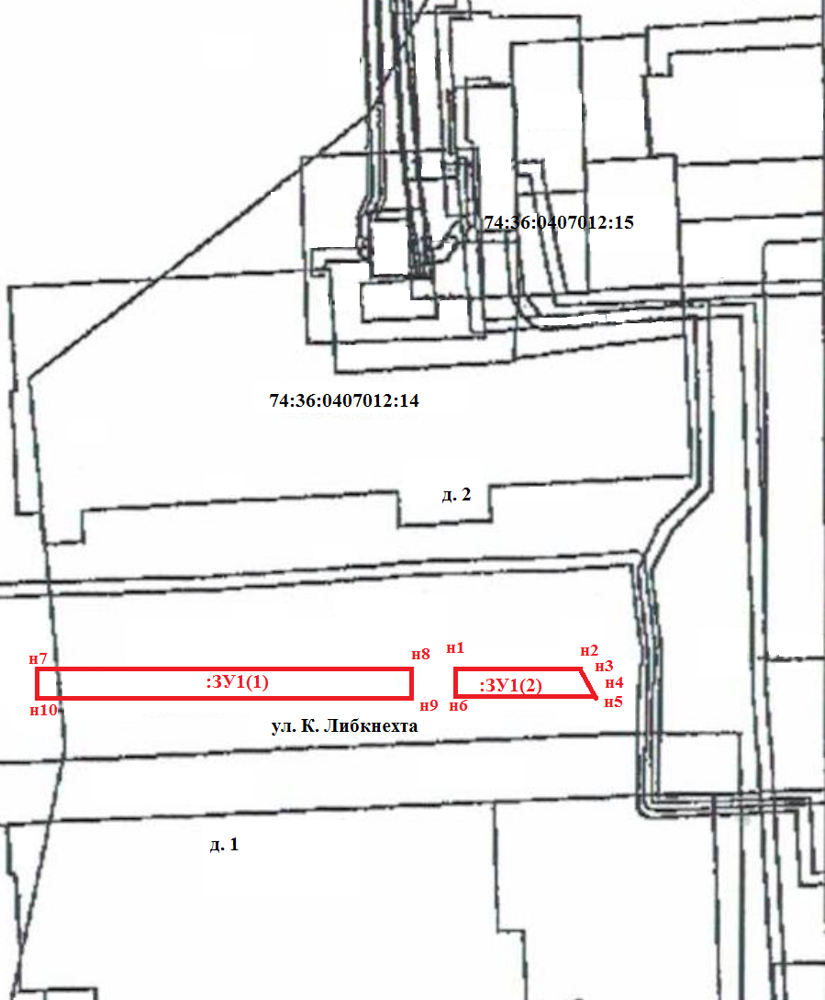 74:36:0407012:15
74:36:0407012:14
д. 2
н7
н8
н1
н2
н3
:ЗУ1(1)
:ЗУ1(2)
н4
н10
н9
н6
н5
ул. К. Либкнехта
д. 1